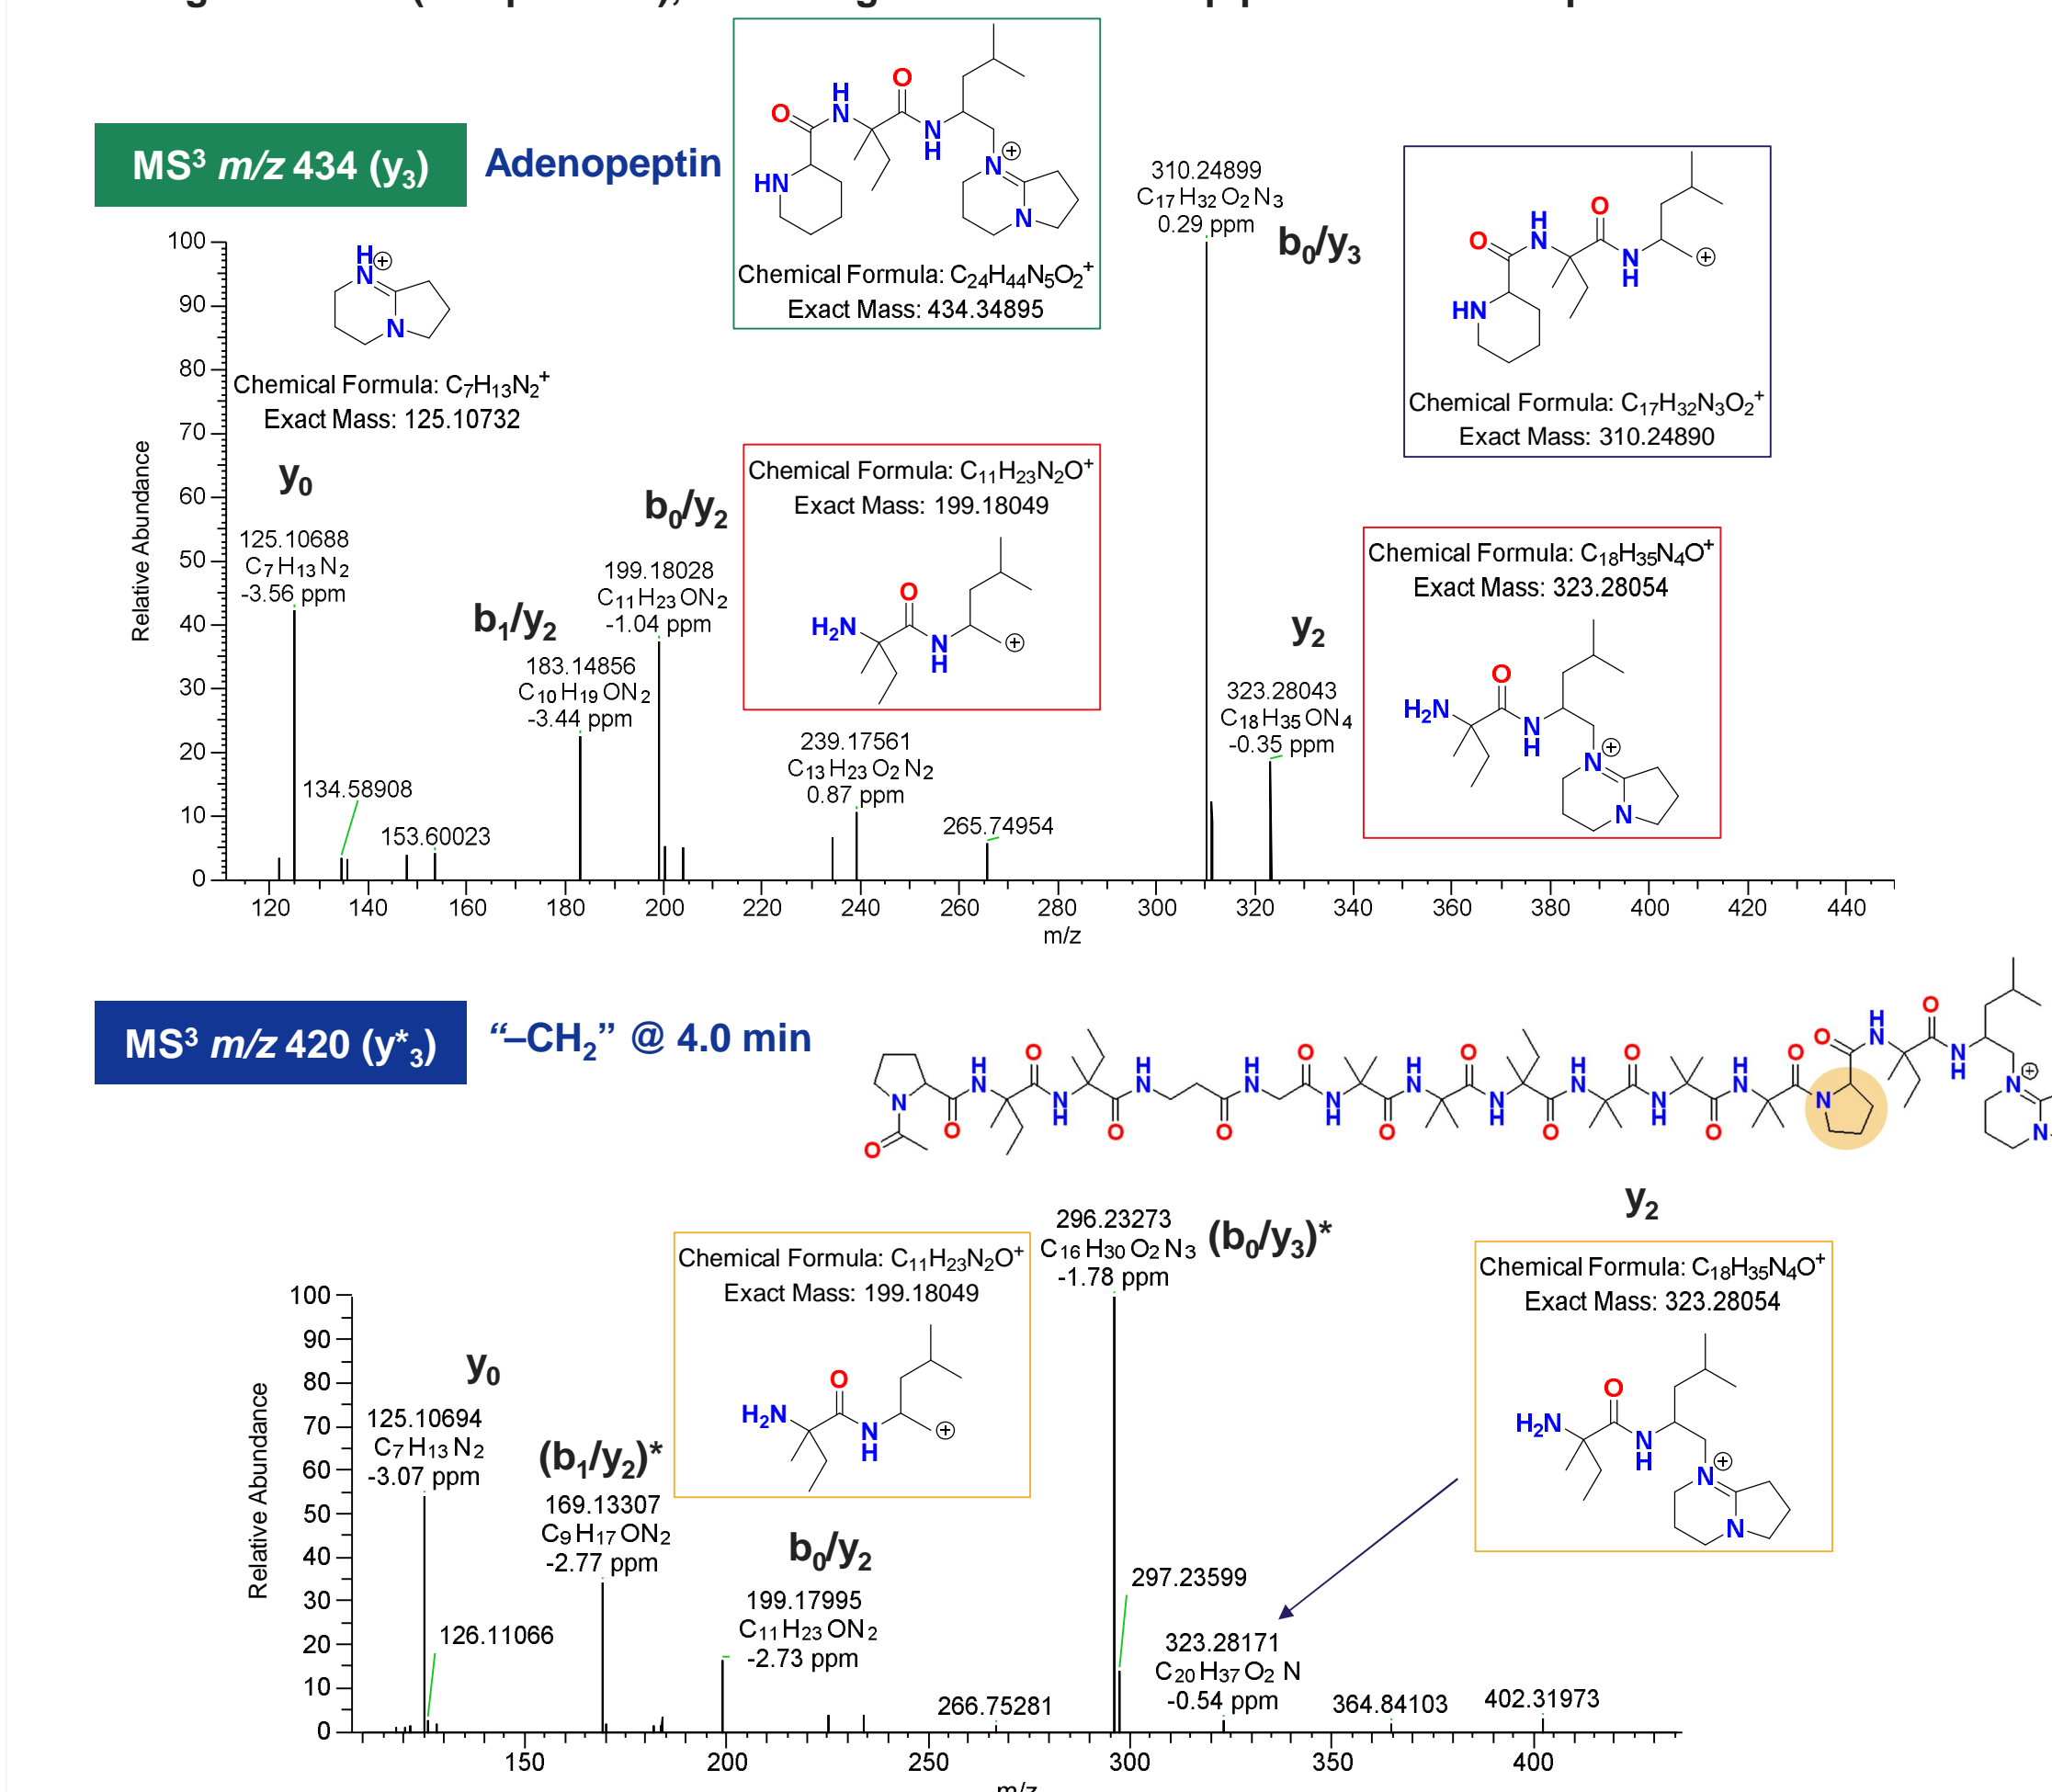 MS³ m/z 434 (y₃)
Adenopeptin
O
H
N
O
N
H
HN
N
⊕
N
Chemical Formula: C₂₄H₄₄N₅O₂⁺
Exact Mass: 434.34895
310.24899
C₁₇H₃₂O₂N₃
0.29 ppm
b₀/y₃
O
H
N
O
N
H
⊕
HN
Chemical Formula: C₁₇H₃₂N₃O₂⁺
Exact Mass: 310.24890
H
N
⊕
N
Chemical Formula: C₇H₁₃N₂⁺
Exact Mass: 125.10732
y₀
125.10688
C₇H₁₃N₂
-3.56 ppm
b₁/y₂
183.14856
C₁₀H₁₉ON₂
-3.44 ppm
b₀/y₂
199.18028
C₁₁H₂₃ON₂
-1.04 ppm
Chemical Formula: C₁₁H₂₃N₂O⁺
Exact Mass: 199.18049
H₂N
O
N
H
⊕
239.17561
C₁₃H₂₃O₂N₂
0.87 ppm
134.58908
153.60023
265.74954
y₂
323.28043
C₁₈H₃₅ON₄
-0.35 ppm
Chemical Formula: C₁₈H₃₅N₄O⁺
Exact Mass: 323.28054
H₂N
O
N
H
N
⊕
N
Relative Abundance
100
90
80
70
60
50
40
30
20
10
0
120 140 160 180 200 220 240 260 280 300 320 340 360 380 400 420 440
m/z
MS³ m/z 420 (y*₃)
“–CH₂” @ 4.0 min
H N O H N O H N O H N O H N O H N O O H N O
N O N H O O N H O N H O N H O N N H N ⊕
O N
y₂
296.23273
C₁₆H₃₀O₂N₃
-1.78 ppm
(b₀/y₃)*
Chemical Formula: C₁₁H₂₃N₂O⁺
Exact Mass: 199.18049
H₂N
O
N
H
⊕
Chemical Formula: C₁₈H₃₅N₄O⁺
Exact Mass: 323.28054
H₂N
O
N
H
N
⊕
N
y₀
125.10694
C₇H₁₃N₂
-3.07 ppm
126.11066
(b₁/y₂)*
169.13307
C₉H₁₇ON₂
-2.77 ppm
b₀/y₂
199.17995
C₁₁H₂₃ON₂
-2.73 ppm
297.23599
323.28171
C₂₀H₃₇O₂N
-0.54 ppm
266.75281
364.84103
402.31973
Relative Abundance
100
90
80
70
60
50
40
30
20
10
0
150 200 250 300 350 400
m/z